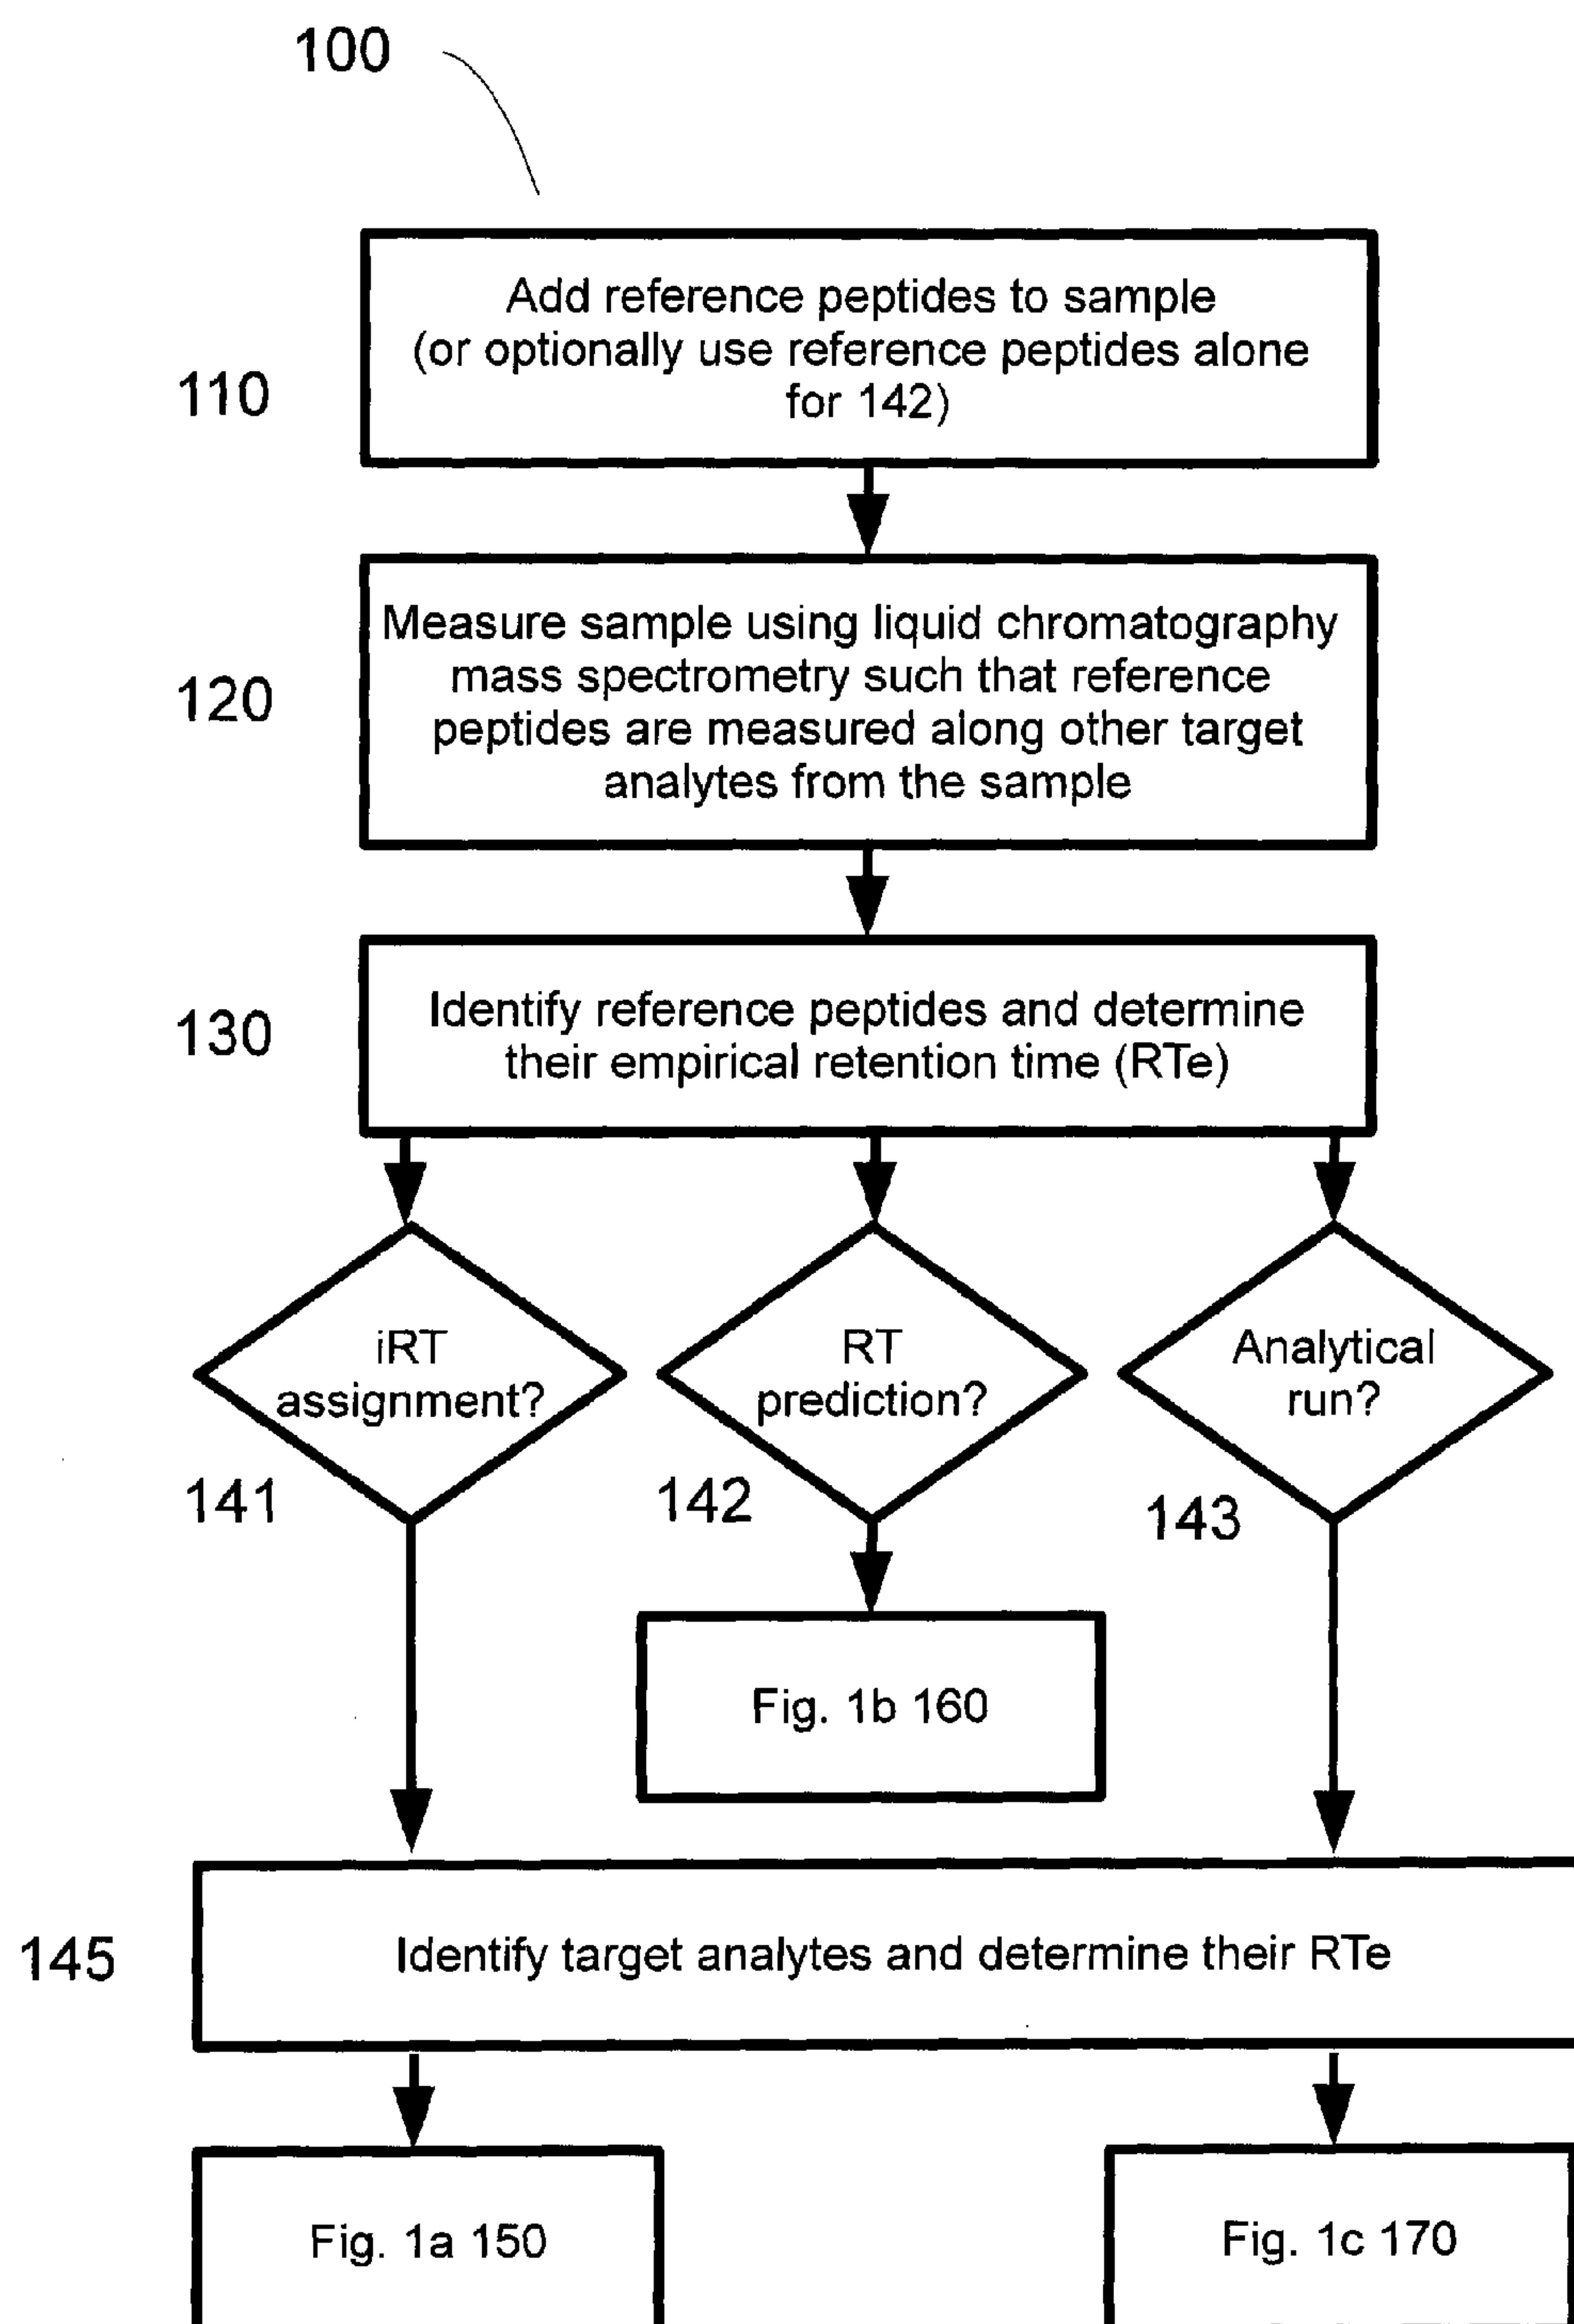 100
Add reference peptides to sample
(or optionally use reference peptides alone
for 142)
110
Measure sample using liquid chromatography
mass spectrometry such that reference
peptides are measured along other target
analytes from the sample
120
Identify reference peptides and determine
their empirical retention time (RTe)
130
iRT
assignment?
141
RT
prediction?
142
Analytical
run?
143
Fig. 1b 160
145
Identify target analytes and determine their RTe
Fig. 1a 150
Fig. 1c 170